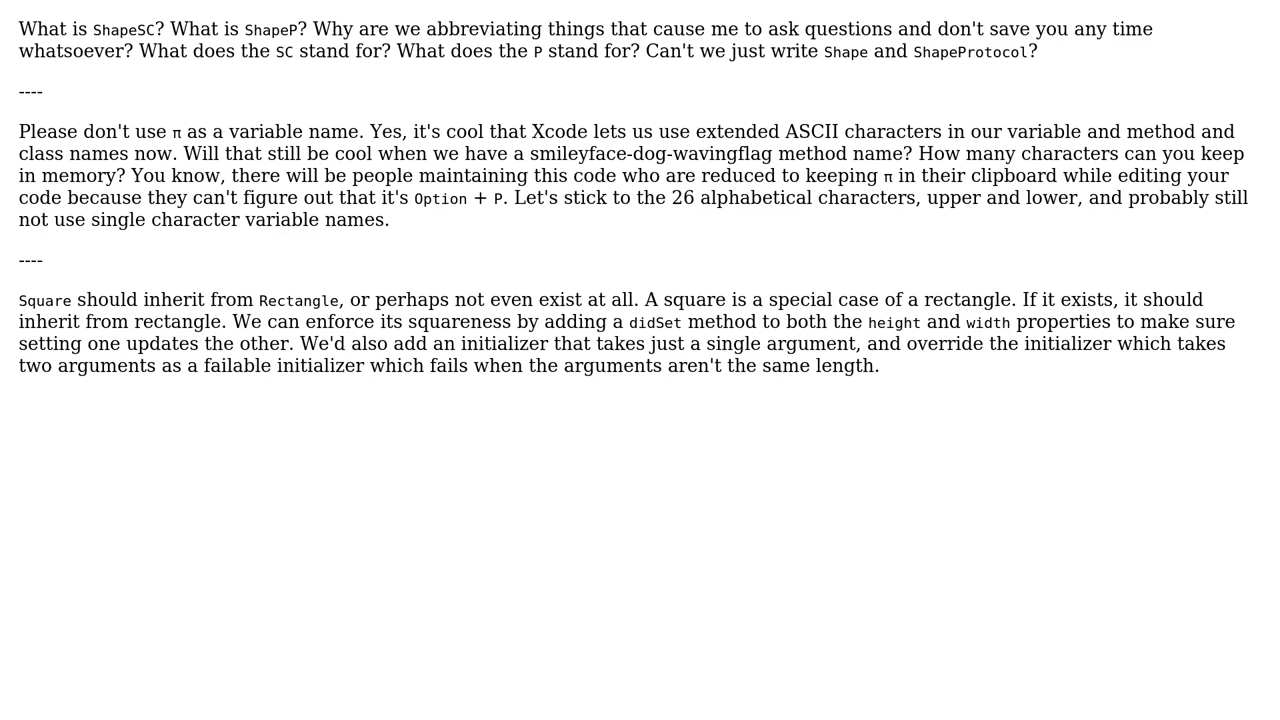 What is ShapeSC? What is ShapeP? Why are we abbreviating things that cause me to ask questions and don't save you any time
whatsoever? What does the SC stand for? What does the P stand for? Can't we just write Shape and ShapeProtocol?
----
Please don't use π as a variable name. Yes, it's cool that Xcode lets us use extended ASCII characters in our variable and method and
class names now. Will that still be cool when we have a smileyface-dog-wavingflag method name? How many characters can you keep
in memory? You know, there will be people maintaining this code who are reduced to keeping π in their clipboard while editing your
code because they can't figure out that it's Option + P. Let's stick to the 26 alphabetical characters, upper and lower, and probably still
not use single character variable names.
----
Square should inherit from Rectangle, or perhaps not even exist at all. A square is a special case of a rectangle. If it exists, it should
inherit from rectangle. We can enforce its squareness by adding a didSet method to both the height and width properties to make sure
setting one updates the other. We'd also add an initializer that takes just a single argument, and override the initializer which takes
two arguments as a failable initializer which fails when the arguments aren't the same length.